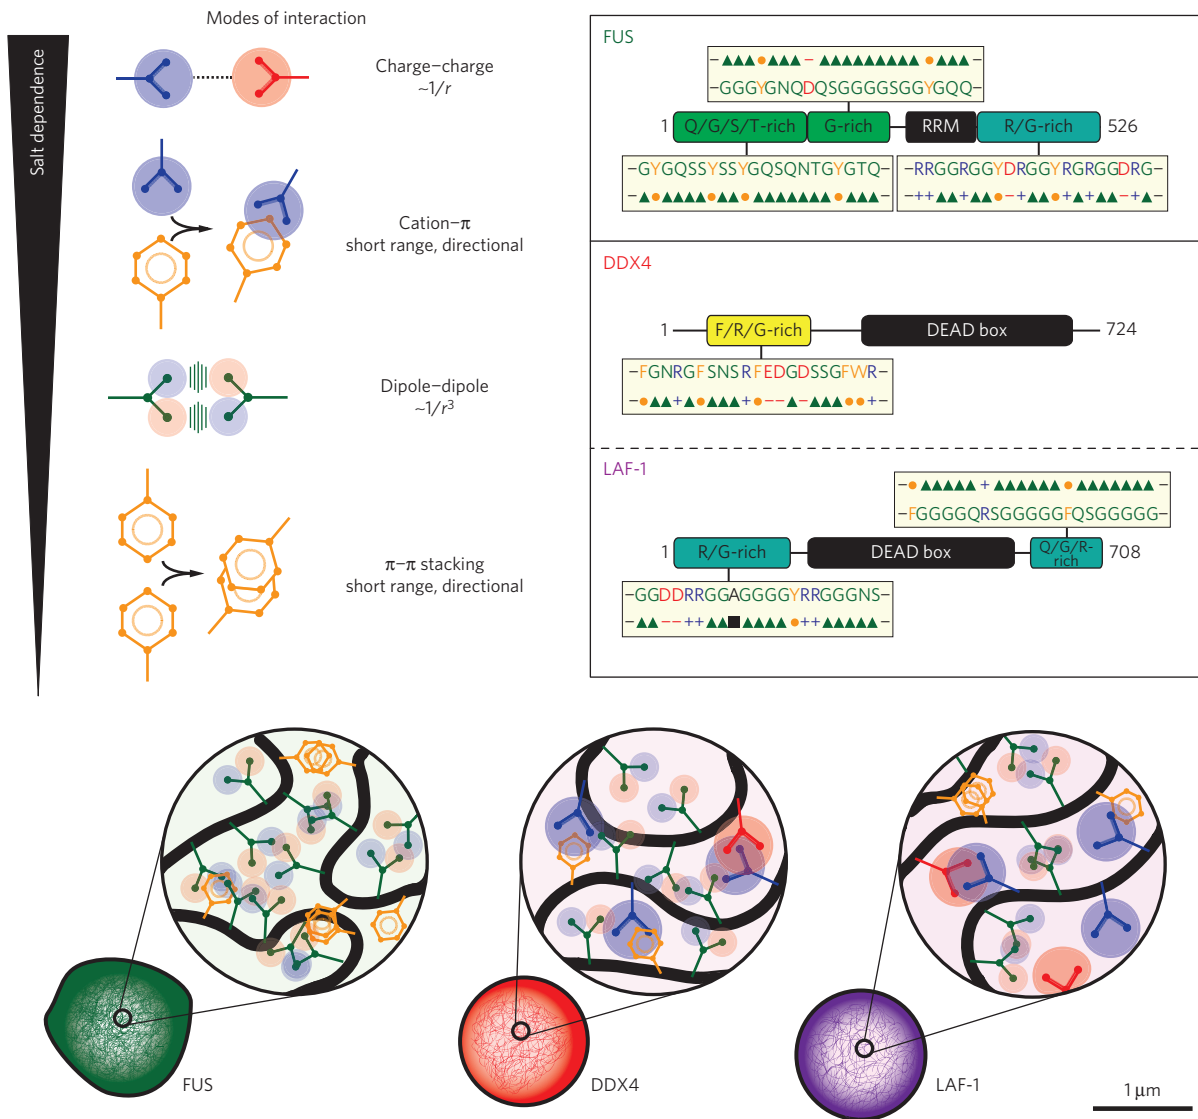 Modes of interaction
Salt dependence
Charge–charge
~1/r
Cation–π
short range, directional
Dipole–dipole
~1/r³
π–π stacking
short range, directional
FUS
–▲▲▲●▲▲▲ –▲▲▲▲▲▲▲▲▲●▲▲▲–
–GGGYGNQDQSGGGGSGGYGQQ–
1 Q/G/S/T-rich G-rich RRM R/G-rich 526
–GYGQSSYSSYGQSQNTGYGTQ–
–▲●▲▲▲●▲▲●▲▲▲▲▲▲▲●▲▲▲–
–RRGGRGGYDRGGYRGRGGDRG–
–++▲▲+▲▲●–+▲▲●+▲+▲▲–+▲–
DDX4
1 F/R/G-rich DEAD box 724
–FGNRGFSNSRFEDGDSSGFWR–
–●▲▲+▲●▲▲▲+●––▲–▲▲▲●●+–
LAF-1
–●▲▲▲▲▲+▲▲▲▲▲▲●▲▲▲▲▲▲▲–
–FGGGGQRSGGGGGFQSGGGGG–
1 R/G-rich DEAD box Q/G/R-
rich 708
–GGDDRRGGAGGGGYRRGGGNS–
–▲▲––++▲▲■▲▲▲▲●++▲▲▲▲▲–
FUS
DDX4
LAF-1
1 μm